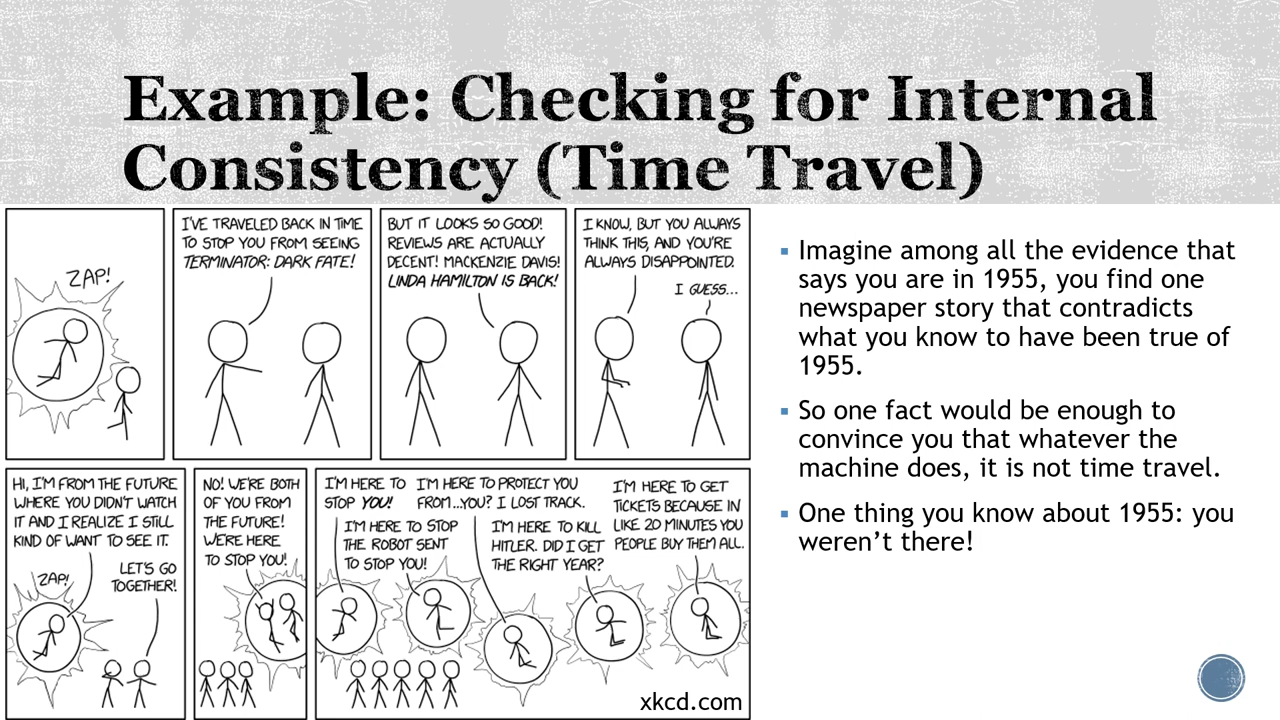 Example: Checking for Internal
Consistency (Time Travel)
ZAP!
I'VE TRAVELED BACK IN TIME
TO STOP YOU FROM SEEING
TERMINATOR: DARK FATE!
BUT IT LOOKS SO GOOD!
REVIEWS ARE ACTUALLY
DECENT! MACKENZIE DAVIS!
LINDA HAMILTON IS BACK!
I KNOW, BUT YOU ALWAYS
THINK THIS, AND YOU'RE
ALWAYS DISAPPOINTED.
I GUESS...
HI, I'M FROM THE FUTURE
WHERE YOU DIDN'T WATCH
IT AND I REALIZE I STILL
KIND OF WANT TO SEE IT.
ZAP!
LET'S GO
TOGETHER!
NO! WE'RE BOTH
OF YOU FROM
THE FUTURE!
WE'RE HERE
TO STOP YOU!
I'M HERE TO
STOP YOU!
I'M HERE TO STOP
THE ROBOT SENT
TO STOP YOU!
I'M HERE TO PROTECT YOU
FROM...YOU? I LOST TRACK.
I'M HERE TO KILL
HITLER. DID I GET
THE RIGHT YEAR?
I'M HERE TO GET
TICKETS BECAUSE IN
LIKE 20 MINUTES YOU
PEOPLE BUY THEM ALL.
xkcd.com
▪ Imagine among all the evidence that
says you are in 1955, you find one
newspaper story that contradicts
what you know to have been true of
1955.
▪ So one fact would be enough to
convince you that whatever the
machine does, it is not time travel.
▪ One thing you know about 1955: you
weren't there!